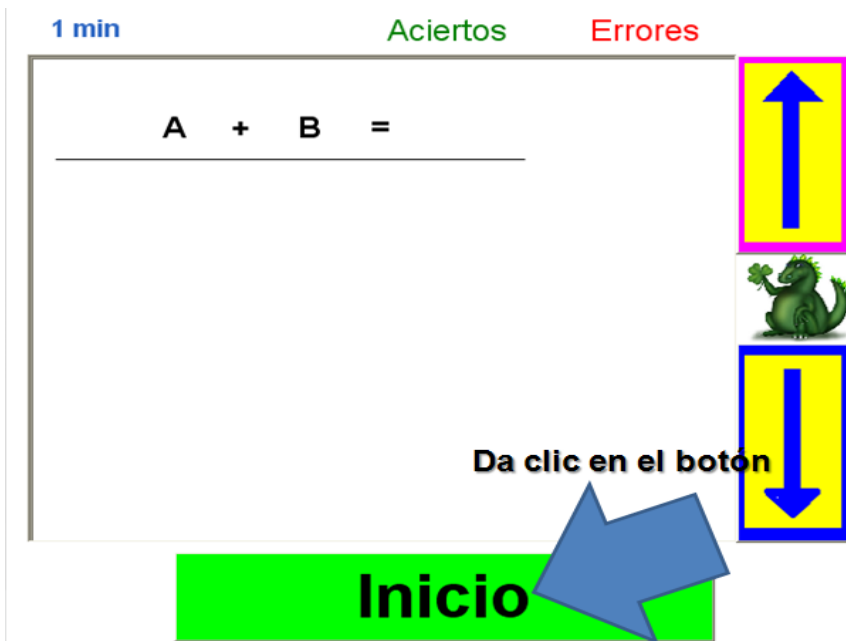 1 min Aciertos Errores
A + B =
Da clic en el botón
Inicio